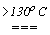 >130° C
===